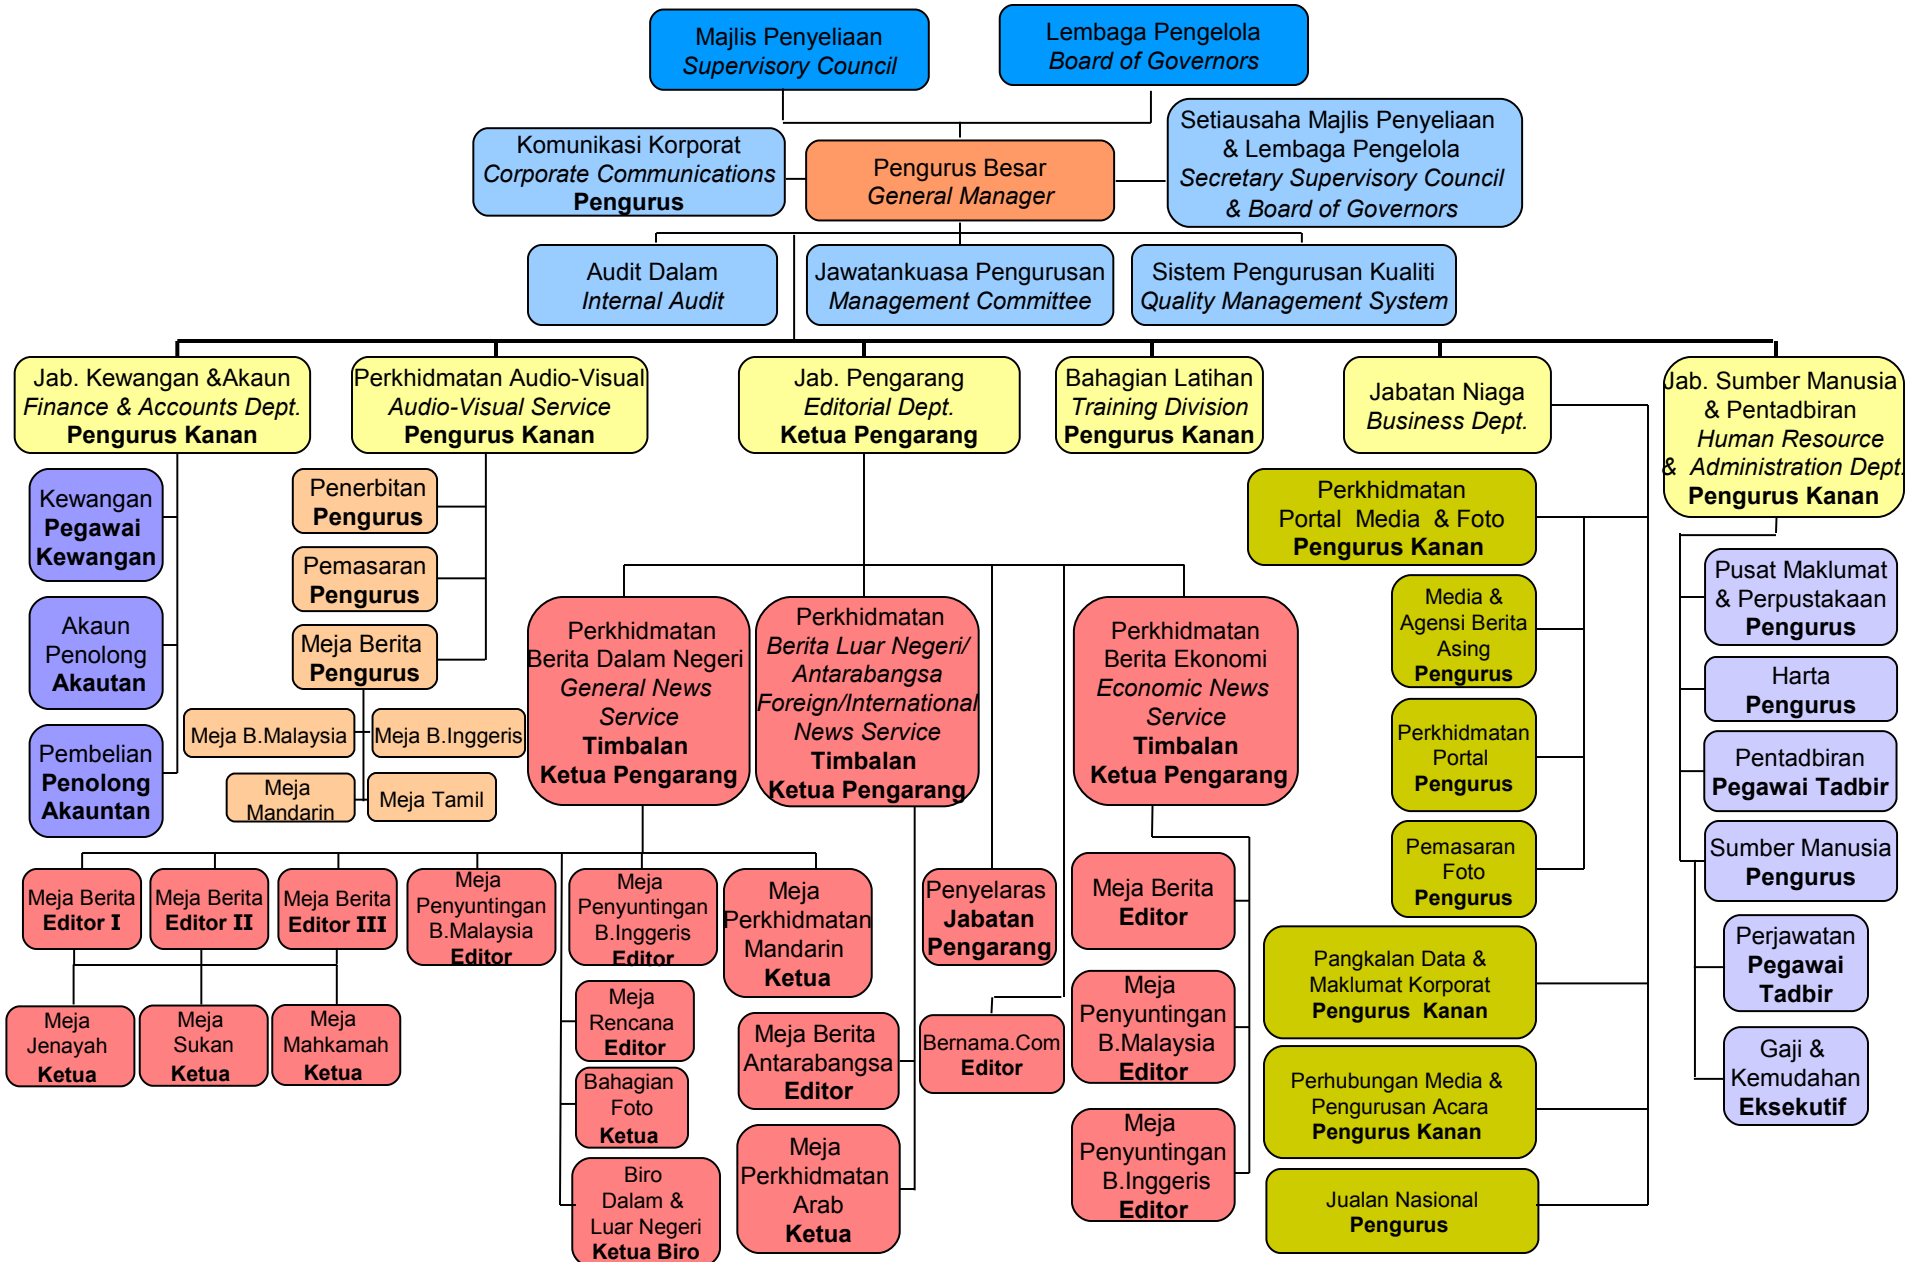 Majlis Penyeliaan
Supervisory Council
Lembaga Pengelola
Board of Governors
Komunikasi Korporat
Corporate Communications
Pengurus
Pengurus Besar
General Manager
Setiausaha Majlis Penyeliaan
& Lembaga Pengelola
Secretary Supervisory Council
& Board of Governors
Audit Dalam
Internal Audit
Jawatankuasa Pengurusan
Management Committee
Sistem Pengurusan Kualiti
Quality Management System
Jab. Kewangan &Akaun
Finance & Accounts Dept.
Pengurus Kanan
Perkhidmatan Audio-Visual
Audio-Visual Service
Pengurus Kanan
Jab. Pengarang
Editorial Dept.
Ketua Pengarang
Bahagian Latihan
Training Division
Pengurus Kanan
Jabatan Niaga
Business Dept.
Jab. Sumber Manusia
& Pentadbiran
Human Resource
& Administration Dept.
Pengurus Kanan
Kewangan
Pegawai
Kewangan
Akaun
Penolong
Akautan
Pembelian
Penolong
Akauntan
Penerbitan
Pengurus
Pemasaran
Pengurus
Meja Berita
Pengurus
Meja B.Malaysia
Meja B.Inggeris
Meja
Mandarin
Meja Tamil
Perkhidmatan
Berita Dalam Negeri
General News
Service
Timbalan
Ketua Pengarang
Perkhidmatan
Berita Luar Negeri/
Antarabangsa
Foreign/International
News Service
Timbalan
Ketua Pengarang
Perkhidmatan
Berita Ekonomi
Economic News
Service
Timbalan
Ketua Pengarang
Meja Berita
Editor I
Meja Berita
Editor II
Meja Berita
Editor III
Meja
Penyuntingan
B.Malaysia
Editor
Meja
Penyuntingan
B.Inggeris
Editor
Meja
Perkhidmatan
Mandarin
Ketua
Meja
Jenayah
Ketua
Meja
Sukan
Ketua
Meja
Mahkamah
Ketua
Meja
Rencana
Editor
Bahagian
Foto
Ketua
Biro
Dalam &
Luar Negeri
Ketua Biro
Meja Berita
Antarabangsa
Editor
Meja
Perkhidmatan
Arab
Ketua
Penyelaras
Jabatan
Pengarang
Bernama.Com
Editor
Meja Berita
Editor
Meja
Penyuntingan
B.Malaysia
Editor
Meja
Penyuntingan
B.Inggeris
Editor
Perkhidmatan
Portal Media & Foto
Pengurus Kanan
Media &
Agensi Berita
Asing
Pengurus
Perkhidmatan
Portal
Pengurus
Pemasaran
Foto
Pengurus
Pangkalan Data &
Maklumat Korporat
Pengurus Kanan
Perhubungan Media &
Pengurusan Acara
Pengurus Kanan
Jualan Nasional
Pengurus
Pusat Maklumat
& Perpustakaan
Pengurus
Harta
Pengurus
Pentadbiran
Pegawai Tadbir
Sumber Manusia
Pengurus
Perjawatan
Pegawai
Tadbir
Gaji &
Kemudahan
Eksekutif